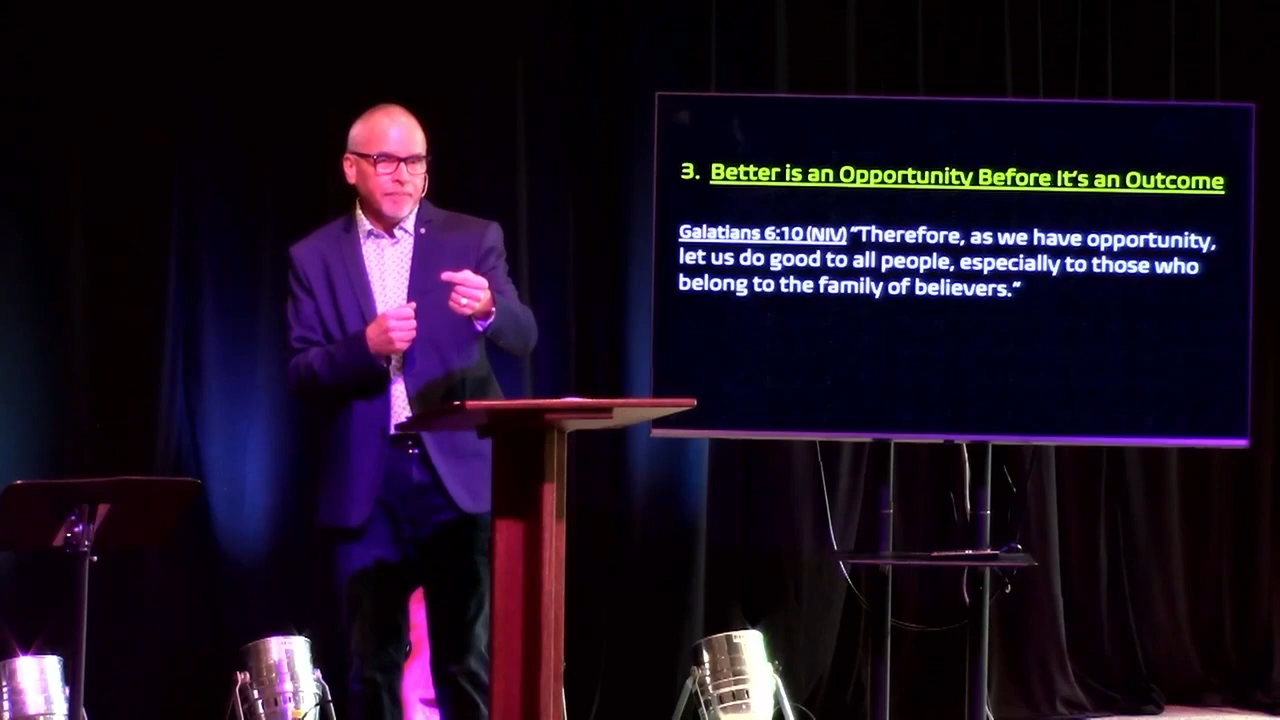 3. Better is an Opportunity Before It's an Outcome
Galatians 6:10 (NIV) "Therefore, as we have opportunity,
let us do good to all people, especially to those who
belong to the family of believers."